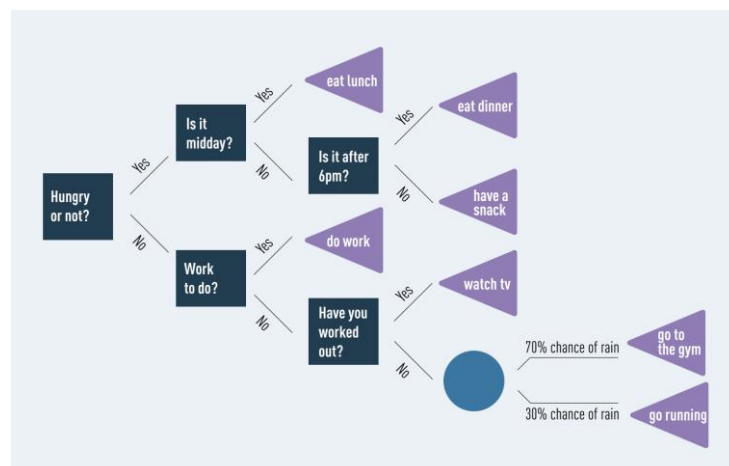 Hungry
or not?
Yes
No
Is it
midday?
Yes
No
eat lunch
Is it after
6pm?
Yes
No
eat dinner
have a
snack
Work
to do?
Yes
No
do work
Have you
worked
out?
Yes
No
watch tv
70% chance of rain
go to
the gym
30% chance of rain
go running